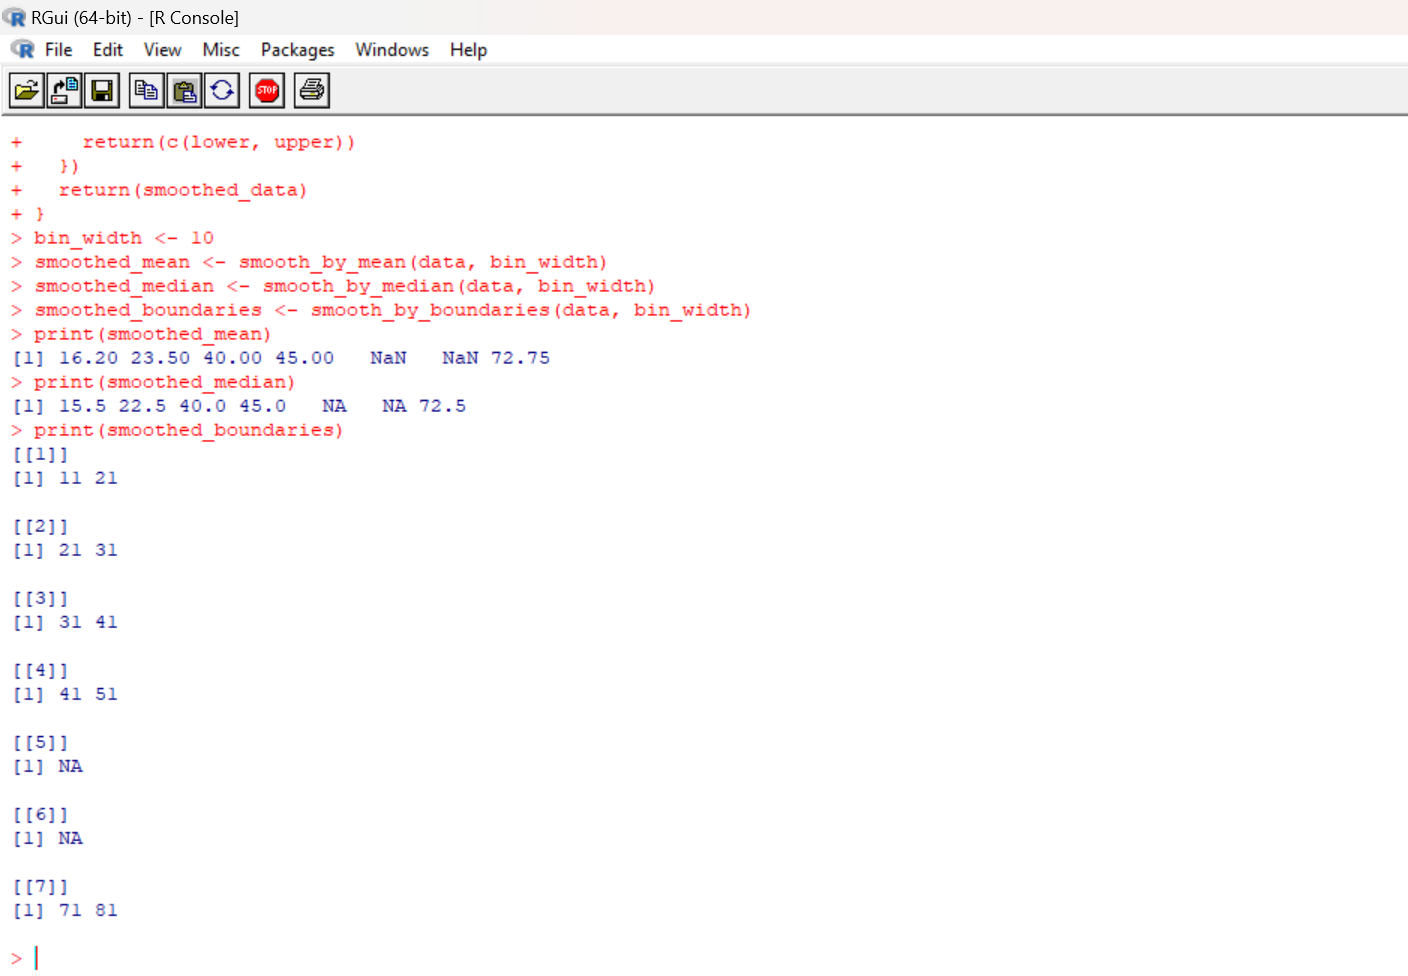 RGui (64-bit) - [R Console]
File Edit View Misc Packages Windows Help
STOP
+      return(c(lower, upper))
+    })
+    return(smoothed_data)
+ }
> bin_width <- 10
> smoothed_mean <- smooth_by_mean(data, bin_width)
> smoothed_median <- smooth_by_median(data, bin_width)
> smoothed_boundaries <- smooth_by_boundaries(data, bin_width)
> print(smoothed_mean)
[1] 16.20 23.50 40.00 45.00   NaN   NaN 72.75
> print(smoothed_median)
[1] 15.5 22.5 40.0 45.0   NA   NA 72.5
> print(smoothed_boundaries)
[[1]]
[1] 11 21
[[2]]
[1] 21 31
[[3]]
[1] 31 41
[[4]]
[1] 41 51
[[5]]
[1] NA
[[6]]
[1] NA
[[7]]
[1] 71 81
>